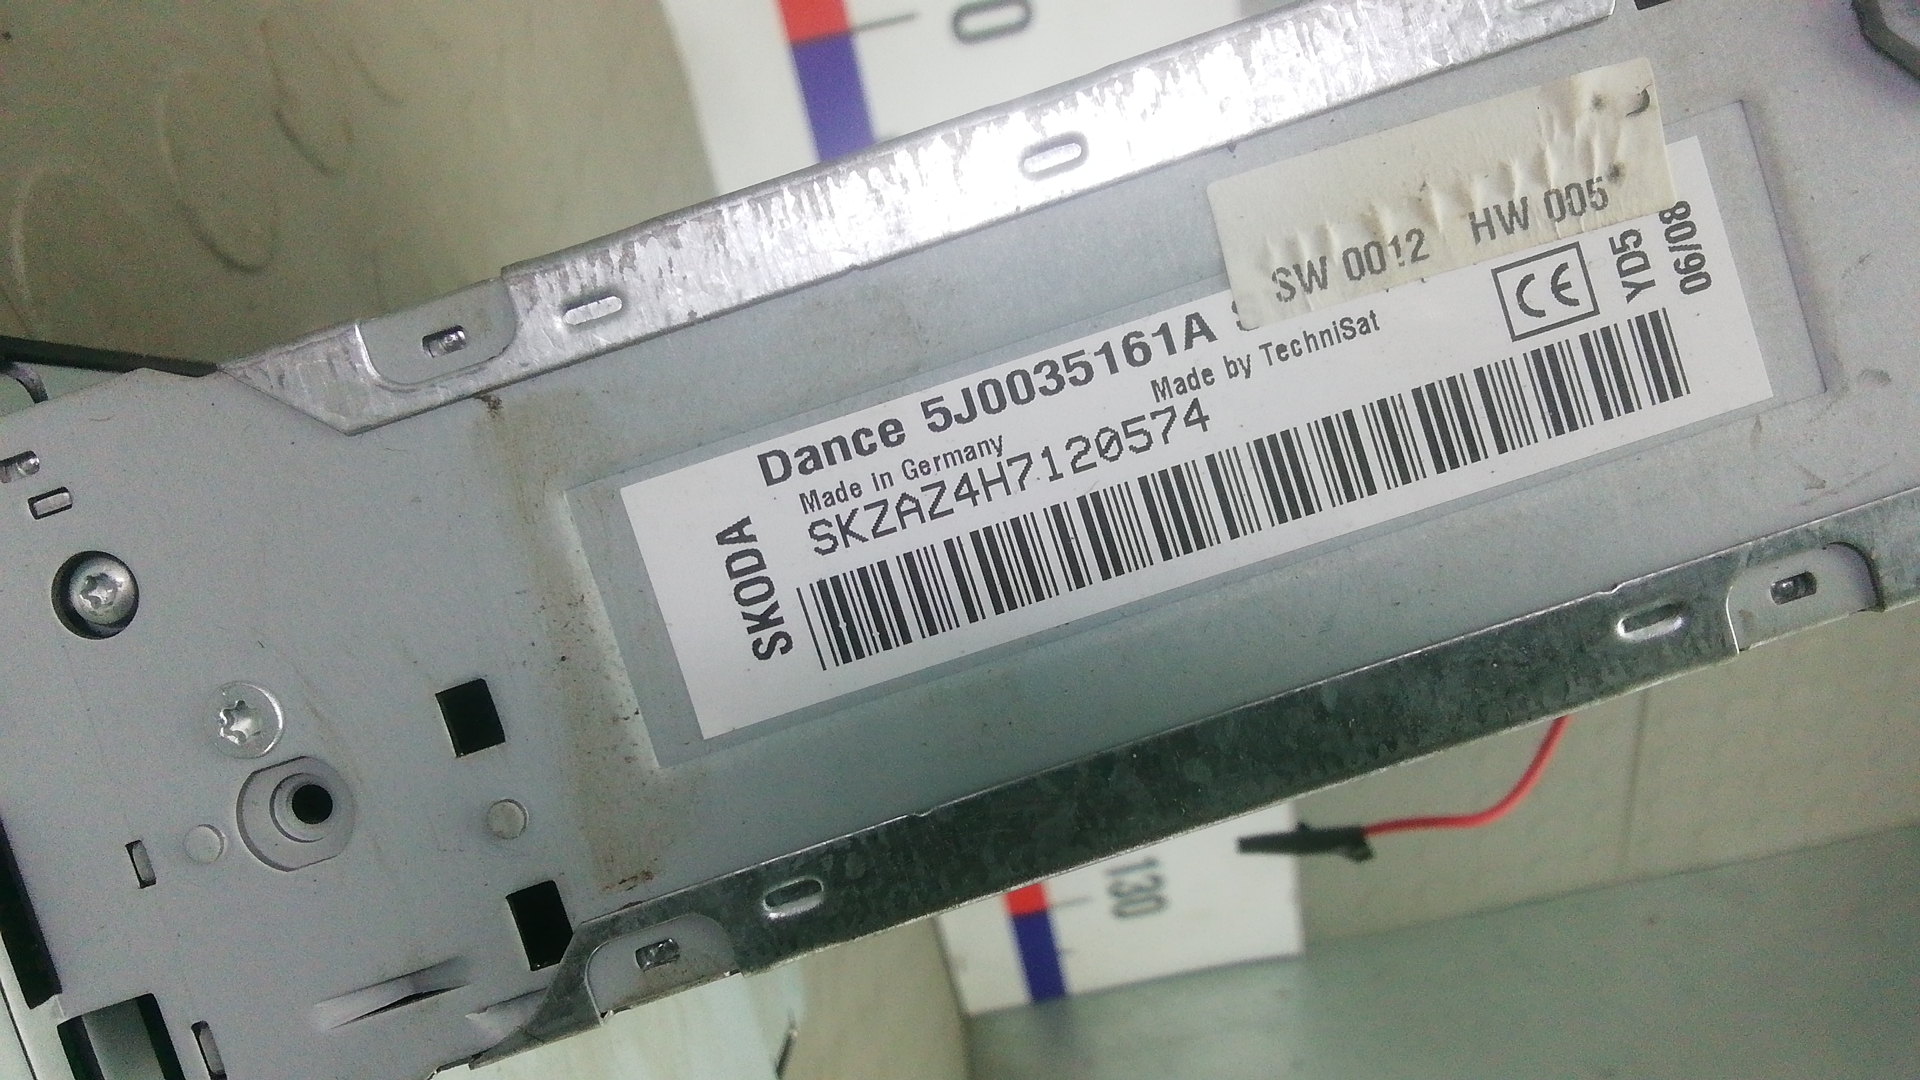 0
SW 0012 HW 005
YD5
06/08
Dance 5J0035161A
Made in Germany
Made by TechniSat
SKZAZ4H7120574
SKODA
CE
130